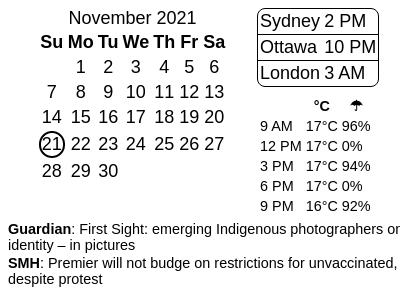 November 2021
Su Mo Tu We Th Fr Sa
1 2 3 4 5 6
7 8 9 10 11 12 13
14 15 16 17 18 19 20
21 22 23 24 25 26 27
28 29 30
Sydney 2 PM
Ottawa 10 PM
London 3 AM
°C ☂
9 AM 17°C 96%
12 PM 17°C 0%
3 PM 17°C 94%
6 PM 17°C 0%
9 PM 16°C 92%
Guardian: First Sight: emerging Indigenous photographers on
identity – in pictures
SMH: Premier will not budge on restrictions for unvaccinated,
despite protest